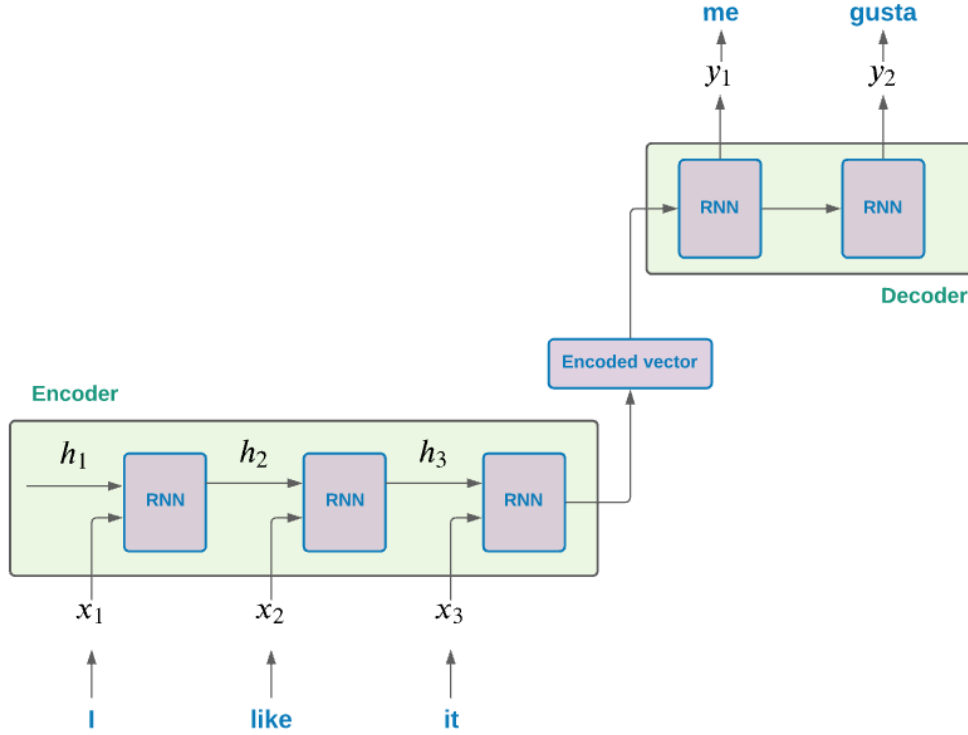 me gusta
y₁ y₂
RNN RNN
Decoder
Encoded vector
Encoder
h₁ h₂ h₃
RNN RNN RNN
x₁ x₂ x₃
I like it